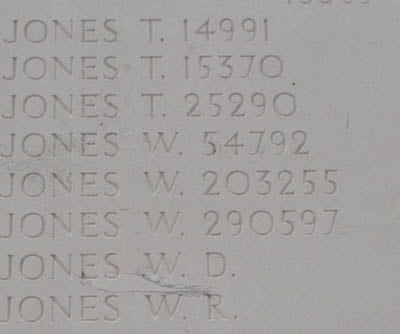 JONES T. 14991
JONES T. 15370
JONES T. 25290
JONES W. 54792
JONES W. 203255
JONES W. 290597
JONES W. D.
JONES W. R.